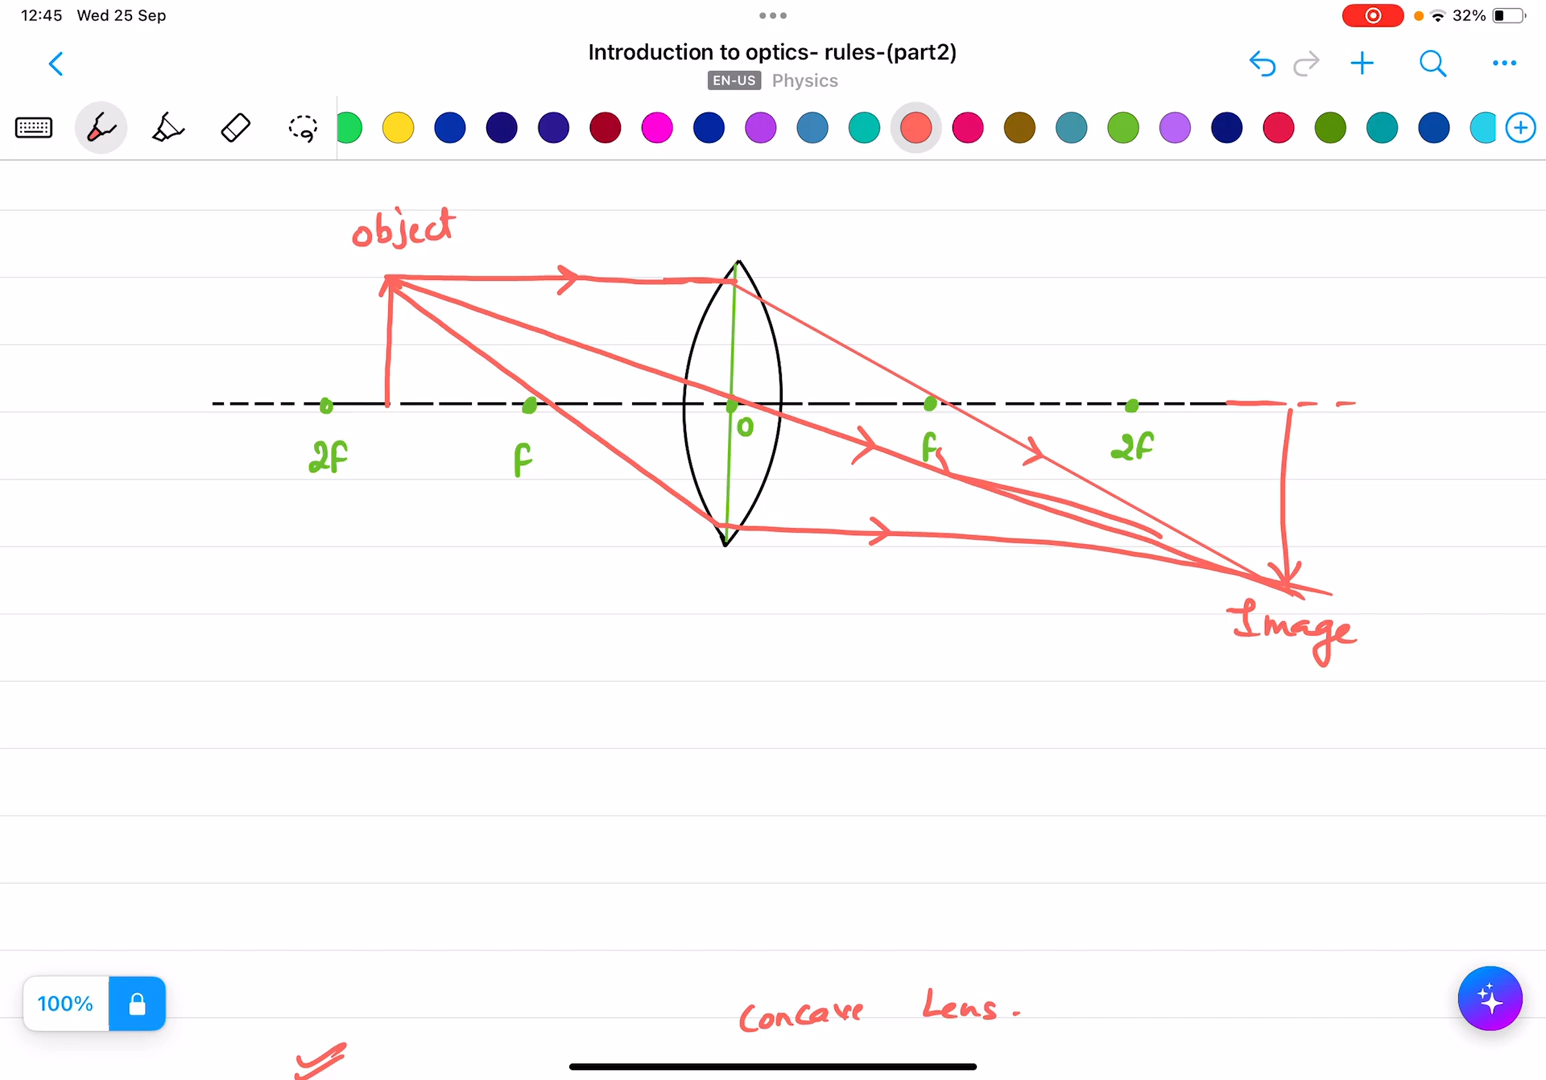 12:45 Wed 25 Sep
32%
Introduction to optics- rules-(part2)
EN-US Physics
object
O
2F
F
F
2F
Image
100%
Concave Lens.